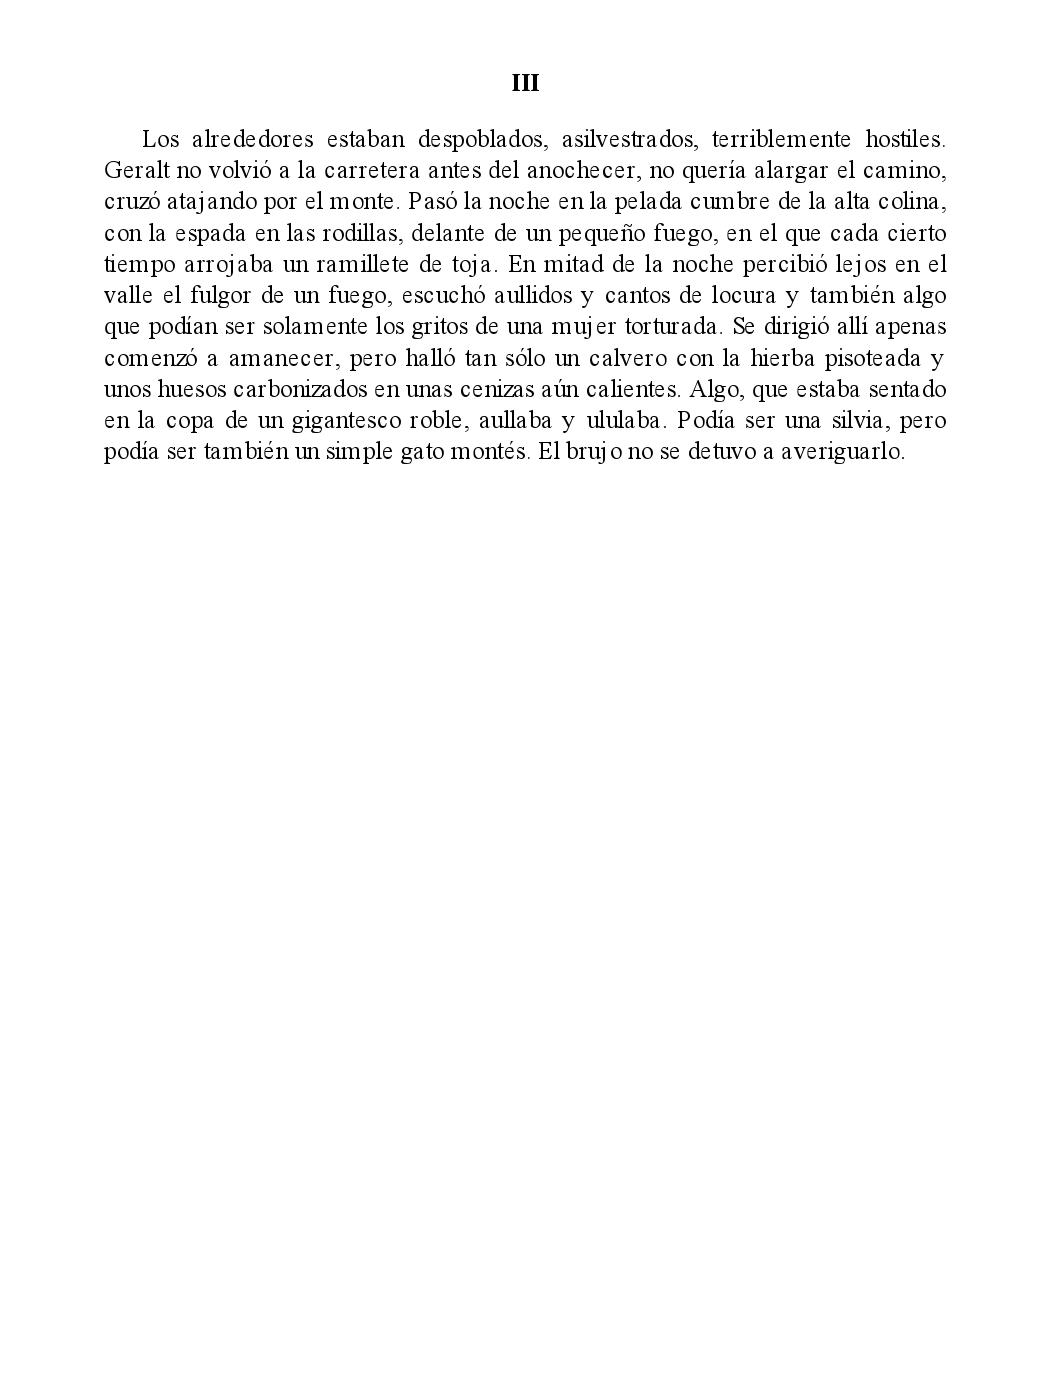 III
Los alrededores estaban despoblados, asilvestrados, terriblemente hostiles.
Geralt no volvió a la carretera antes del anochecer, no quería alargar el camino,
cruzó atajando por el monte. Pasó la noche en la pelada cumbre de la alta colina,
con la espada en las rodillas, delante de un pequeño fuego, en el que cada cierto
tiempo arrojaba un ramillete de toja. En mitad de la noche percibió lejos en el
valle el fulgor de un fuego, escuchó aullidos y cantos de locura y también algo
que podían ser solamente los gritos de una mujer torturada. Se dirigió allí apenas
comenzó a amanecer, pero halló tan sólo un calvero con la hierba pisoteada y
unos huesos carbonizados en unas cenizas aún calientes. Algo, que estaba sentado
en la copa de un gigantesco roble, aullaba y ululaba. Podía ser una silvia, pero
podía ser también un simple gato montés. El brujo no se detuvo a averiguarlo.